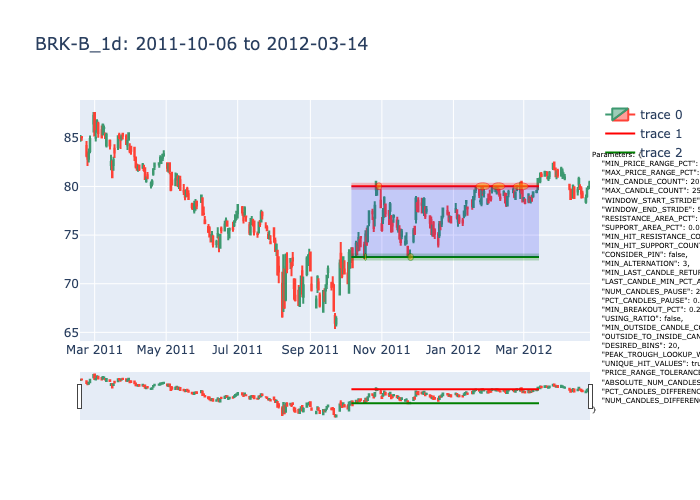 BRK-B_1d: 2011-10-06 to 2012-03-14
85
80
75
70
65
Mar 2011 May 2011 Jul 2011 Sep 2011 Nov 2011 Jan 2012 Mar 2012
trace 0
trace 1
trace 2
Parameters: {
"MIN_PRICE_RANGE_PCT":
"MAX_PRICE_RANGE_PCT":
"MIN_CANDLE_COUNT": 20
"MAX_CANDLE_COUNT": 25
"WINDOW_START_STRIDE"
"WINDOW_END_STRIDE": 5
"RESISTANCE_AREA_PCT":
"SUPPORT_AREA_PCT": 0.0
"MIN_HIT_RESISTANCE_CO
"MIN_HIT_SUPPORT_COUNT
"CONSIDER_PIN": false,
"MIN_ALTERNATION": 3,
"MIN_LAST_CANDLE_RETUR
"LAST_CANDLE_MIN_PCT_A
"NUM_CANDLES_PAUSE": 2
"PCT_CANDLES_PAUSE": 0.
"MIN_BREAKOUT_PCT": 0.2
"USING_RATIO": false,
"MIN_OUTSIDE_CANDLE_CO
"OUTSIDE_TO_INSIDE_CAN
"DESIRED_BINS": 20,
"PEAK_TROUGH_LOOKUP_W
"UNIQUE_HIT_VALUES": tru
"PRICE_RANGE_TOLERANC
"ABSOLUTE_NUM_CANDLES
"PCT_CANDLES_DIFFERENC
"NUM_CANDLES_DIFFERENC
}